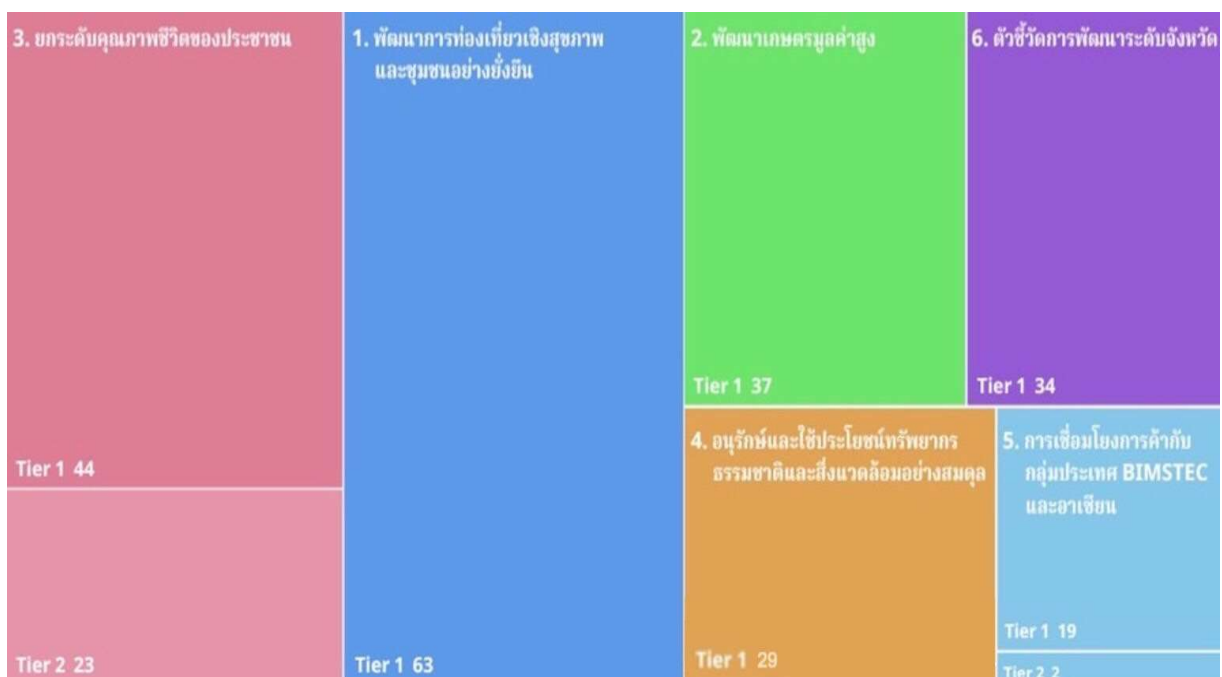 3. ยกระดับคุณภาพชีวิตของประชาชน
Tier 1 44
Tier 2 23
1. พัฒนาการท่องเที่ยวเชิงสุขภาพ
และชุมชนอย่างยั่งยืน
Tier 1 63
2. พัฒนาเกษตรมูลค่าสูง
Tier 1 37
6. ตัวชี้วัดการพัฒนาระดับจังหวัด
Tier 1 34
4. อนุรักษ์และใช้ประโยชน์ทรัพยากร
ธรรมชาติและสิ่งแวดล้อมอย่างสมดุล
Tier 1 29
5. การเชื่อมโยงการค้ากับ
กลุ่มประเทศ BIMSTEC
และอาเซียน
Tier 1 19
Tier 2 2